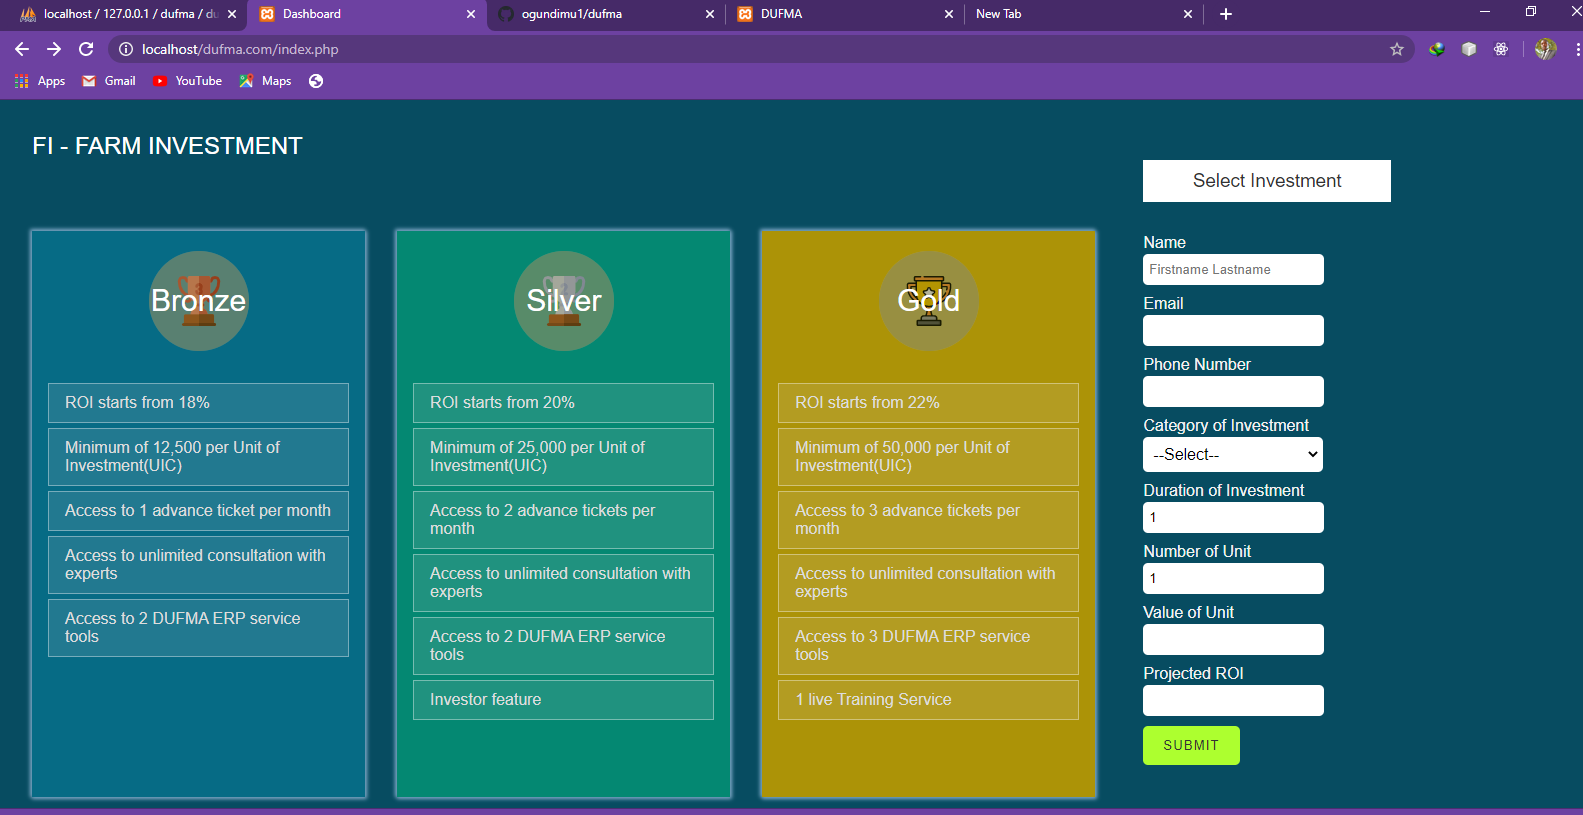 localhost / 127.0.0.1 / dufma / du
Dashboard
ogundimu1/dufma
DUFMA
New Tab
localhost/dufma.com/index.php
Apps
Gmail
YouTube
Maps
FI - FARM INVESTMENT
Bronze
ROI starts from 18%
Minimum of 12,500 per Unit of
Investment(UIC)
Access to 1 advance ticket per month
Access to unlimited consultation with
experts
Access to 2 DUFMA ERP service
tools
Silver
ROI starts from 20%
Minimum of 25,000 per Unit of
Investment(UIC)
Access to 2 advance tickets per
month
Access to unlimited consultation with
experts
Access to 2 DUFMA ERP service
tools
Investor feature
Gold
ROI starts from 22%
Minimum of 50,000 per Unit of
Investment(UIC)
Access to 3 advance tickets per
month
Access to unlimited consultation with
experts
Access to 3 DUFMA ERP service
tools
1 live Training Service
Select Investment
Name
Firstname Lastname
Email
Phone Number
Category of Investment
--Select--
Duration of Investment
1
Number of Unit
1
Value of Unit
Projected ROI
SUBMIT